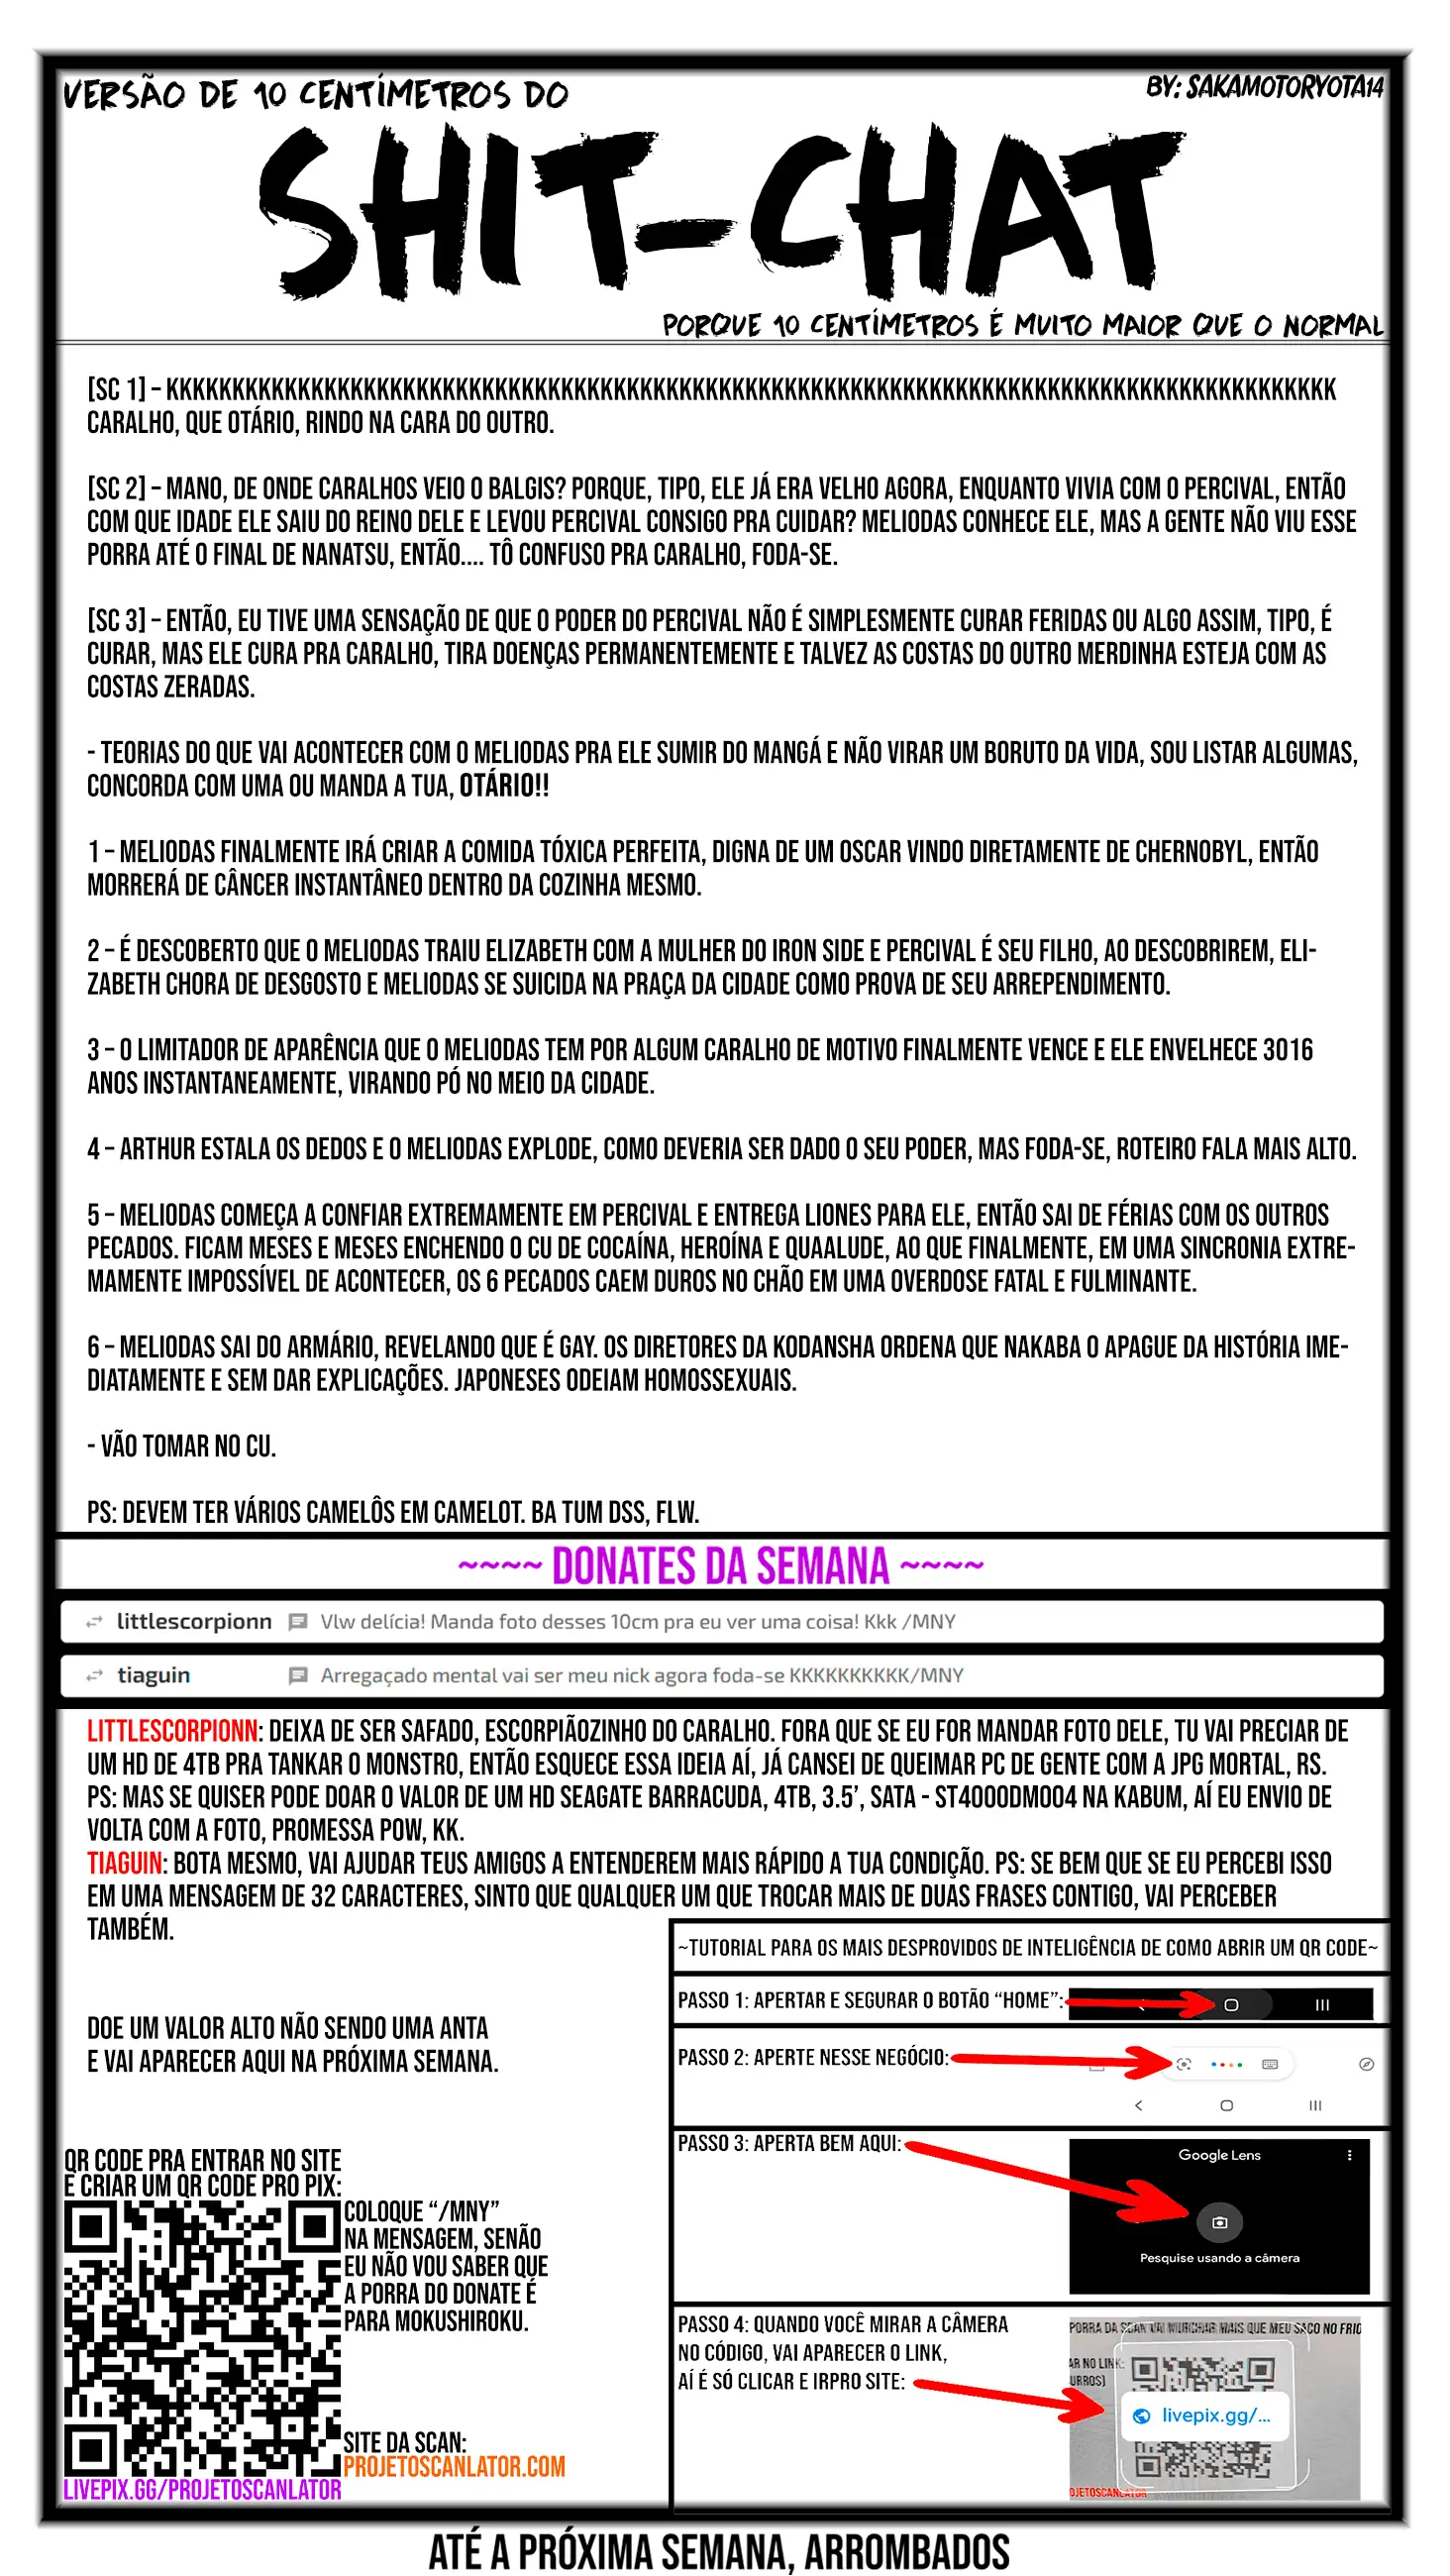 VERSÃO DE 10 CENTÍMETROS DO
BY: SAKAMOTORYOTA14
SHIT-CHAT
PORQUE 10 CENTÍMETROS É MUITO MAIOR QUE O NORMAL
[SC 1] – KKKKKKKKKKKKKKKKKKKKKKKKKKKKKKKKKKKKKKKKKKKKKKKKKKKKKKKKKKKKKKKKKKKKKKKKKKKKKKKKKKKKKKKKKK
CARALHO, QUE OTÁRIO, RINDO NA CARA DO OUTRO.
[SC 2] – MANO, DE ONDE CARALHOS VEIO O BALGIS? PORQUE, TIPO, ELE JÁ ERA VELHO AGORA, ENQUANTO VIVIA COM O PERCIVAL, ENTÃO
COM QUE IDADE ELE SAIU DO REINO DELE E LEVOU PERCIVAL CONSIGO PRA CUIDAR? MELIODAS CONHECE ELE, MAS A GENTE NÃO VIU ESSE
PORRA ATÉ O FINAL DE NANATSU, ENTÃO.... TÔ CONFUSO PRA CARALHO, FODA-SE.
[SC 3] – ENTÃO, EU TIVE UMA SENSAÇÃO DE QUE O PODER DO PERCIVAL NÃO É SIMPLESMENTE CURAR FERIDAS OU ALGO ASSIM, TIPO, É
CURAR, MAS ELE CURA PRA CARALHO, TIRA DOENÇAS PERMANENTEMENTE E TALVEZ AS COSTAS DO OUTRO MERDINHA ESTEJA COM AS
COSTAS ZERADAS.
- TEORIAS DO QUE VAI ACONTECER COM O MELIODAS PRA ELE SUMIR DO MANGÁ E NÃO VIRAR UM BORUTO DA VIDA, SOU LISTAR ALGUMAS,
CONCORDA COM UMA OU MANDA A TUA, OTÁRIO!!
1 – MELIODAS FINALMENTE IRÁ CRIAR A COMIDA TÓXICA PERFEITA, DIGNA DE UM OSCAR VINDO DIRETAMENTE DE CHERNOBYL, ENTÃO
MORRERÁ DE CÂNCER INSTANTÂNEO DENTRO DA COZINHA MESMO.
2 – É DESCOBERTO QUE O MELIODAS TRAIU ELIZABETH COM A MULHER DO IRON SIDE E PERCIVAL É SEU FILHO, AO DESCOBRIREM, ELI-
ZABETH CHORA DE DESGOSTO E MELIODAS SE SUICIDA NA PRAÇA DA CIDADE COMO PROVA DE SEU ARREPENDIMENTO.
3 – O LIMITADOR DE APARÊNCIA QUE O MELIODAS TEM POR ALGUM CARALHO DE MOTIVO FINALMENTE VENCE E ELE ENVELHECE 3016
ANOS INSTANTANEAMENTE, VIRANDO PÓ NO MEIO DA CIDADE.
4 – ARTHUR ESTALA OS DEDOS E O MELIODAS EXPLODE, COMO DEVERIA SER DADO O SEU PODER, MAS FODA-SE, ROTEIRO FALA MAIS ALTO.
5 – MELIODAS COMEÇA A CONFIAR EXTREMAMENTE EM PERCIVAL E ENTREGA LIONES PARA ELE, ENTÃO SAI DE FÉRIAS COM OS OUTROS
PECADOS. FICAM MESES E MESES ENCHENDO O CU DE COCAÍNA, HEROÍNA E QUAALUDE, AO QUE FINALMENTE, EM UMA SINCRONIA EXTRE-
MAMENTE IMPOSSÍVEL DE ACONTECER, OS 6 PECADOS CAEM DUROS NO CHÃO EM UMA OVERDOSE FATAL E FULMINANTE.
6 – MELIODAS SAI DO ARMÁRIO, REVELANDO QUE É GAY. OS DIRETORES DA KODANSHA ORDENA QUE NAKABA O APAGUE DA HISTÓRIA IME-
DIATAMENTE E SEM DAR EXPLICAÇÕES. JAPONESES ODEIAM HOMOSSEXUAIS.
- VÃO TOMAR NO CU.
PS: DEVEM TER VÁRIOS CAMELÔS EM CAMELOT. BA TUM DSS, FLW.
~~~~ DONATES DA SEMANA ~~~~
littlescorpionn Vlw delícia! Manda foto desses 10cm pra eu ver uma coisa! Kkk /MNY
tiaguin Arregaçado mental vai ser meu nick agora foda-se KKKKKKKKKK/MNY
LITTLESCORPIONN: DEIXA DE SER SAFADO, ESCORPIÃOZINHO DO CARALHO. FORA QUE SE EU FOR MANDAR FOTO DELE, TU VAI PRECIAR DE
UM HD DE 4TB PRA TANKAR O MONSTRO, ENTÃO ESQUECE ESSA IDEIA AÍ, JÁ CANSEI DE QUEIMAR PC DE GENTE COM A JPG MORTAL, RS.
PS: MAS SE QUISER PODE DOAR O VALOR DE UM HD SEAGATE BARRACUDA, 4TB, 3.5’, SATA - ST4000DM004 NA KABUM, AÍ EU ENVIO DE
VOLTA COM A FOTO, PROMESSA POW, KK.
TIAGUIN: BOTA MESMO, VAI AJUDAR TEUS AMIGOS A ENTENDEREM MAIS RÁPIDO A TUA CONDIÇÃO. PS: SE BEM QUE SE EU PERCEBI ISSO
EM UMA MENSAGEM DE 32 CARACTERES, SINTO QUE QUALQUER UM QUE TROCAR MAIS DE DUAS FRASES CONTIGO, VAI PERCEBER
TAMBÉM.
DOE UM VALOR ALTO NÃO SENDO UMA ANTA
E VAI APARECER AQUI NA PRÓXIMA SEMANA.
QR CODE PRA ENTRAR NO SITE
E CRIAR UM QR CODE PRO PIX:
COLOQUE “/MNY”
NA MENSAGEM, SENÃO
EU NÃO VOU SABER QUE
A PORRA DO DONATE É
PARA MOKUSHIROKU.
SITE DA SCAN:
PROJETOSCANLATOR.COM
LIVEPIX.GG/PROJETOSCANLATOR
~TUTORIAL PARA OS MAIS DESPROVIDOS DE INTELIGÊNCIA DE COMO ABRIR UM QR CODE~
PASSO 1: APERTAR E SEGURAR O BOTÃO “HOME”:
PASSO 2: APERTE NESSE NEGÓCIO:
PASSO 3: APERTA BEM AQUI:
Google Lens
Pesquise usando a câmera
PASSO 4: QUANDO VOCÊ MIRAR A CÂMERA
NO CÓDIGO, VAI APARECER O LINK,
AÍ É SÓ CLICAR E IRPRO SITE:
PORRA DA SCAN VAI MURCHAR MAIS QUE MEU SACO NO FRIO
AR NO LINK:
URROS)
livepix.gg/...
OJETOSCANLATOR
ATÉ A PRÓXIMA SEMANA, ARROMBADOS